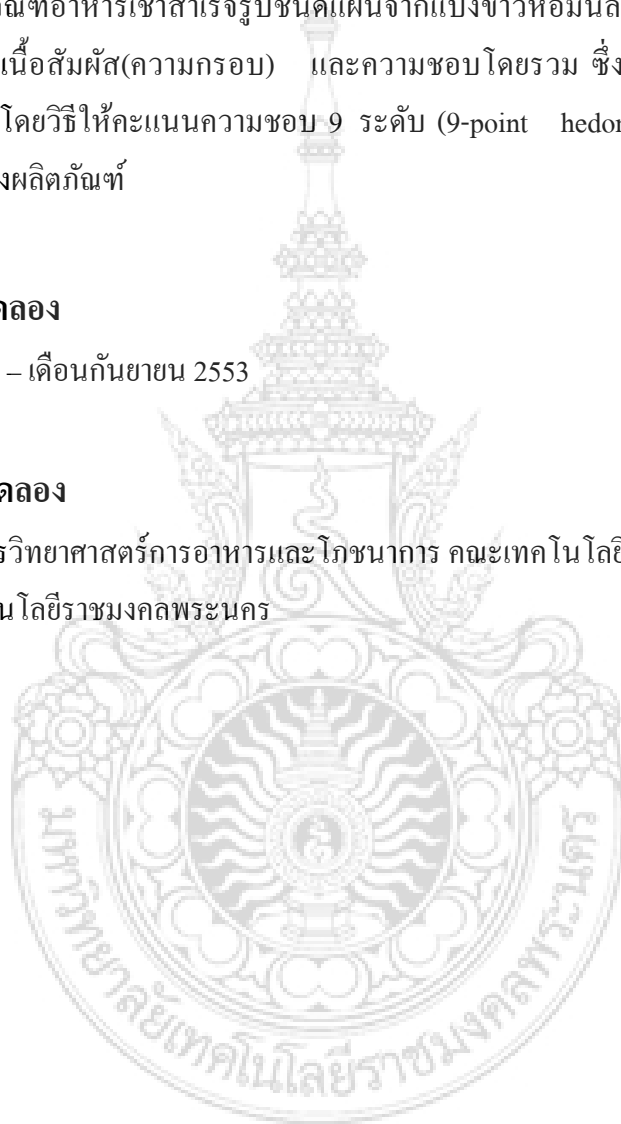 ณฑ์อาหารเช้าสำเร็จรูปชนิดแผ่นจากแป้งข้าวหอมนิล
เนื้อสัมผัส(ความกรอบ) และความชอบโดยรวม ซึ่ง
โดยวิธีให้คะแนนความชอบ 9 ระดับ (9-point hedon
งผลิตภัณฑ์
ดลอง
– เดือนกันยายน 2553
ดลอง
รวิทยาศาสตร์การอาหารและโภชนาการ คณะเทคโนโลยี
นโลยีราชมงคลพระนคร
มหาวิทยาลัยเทคโนโลยีราชมงคลพระนคร